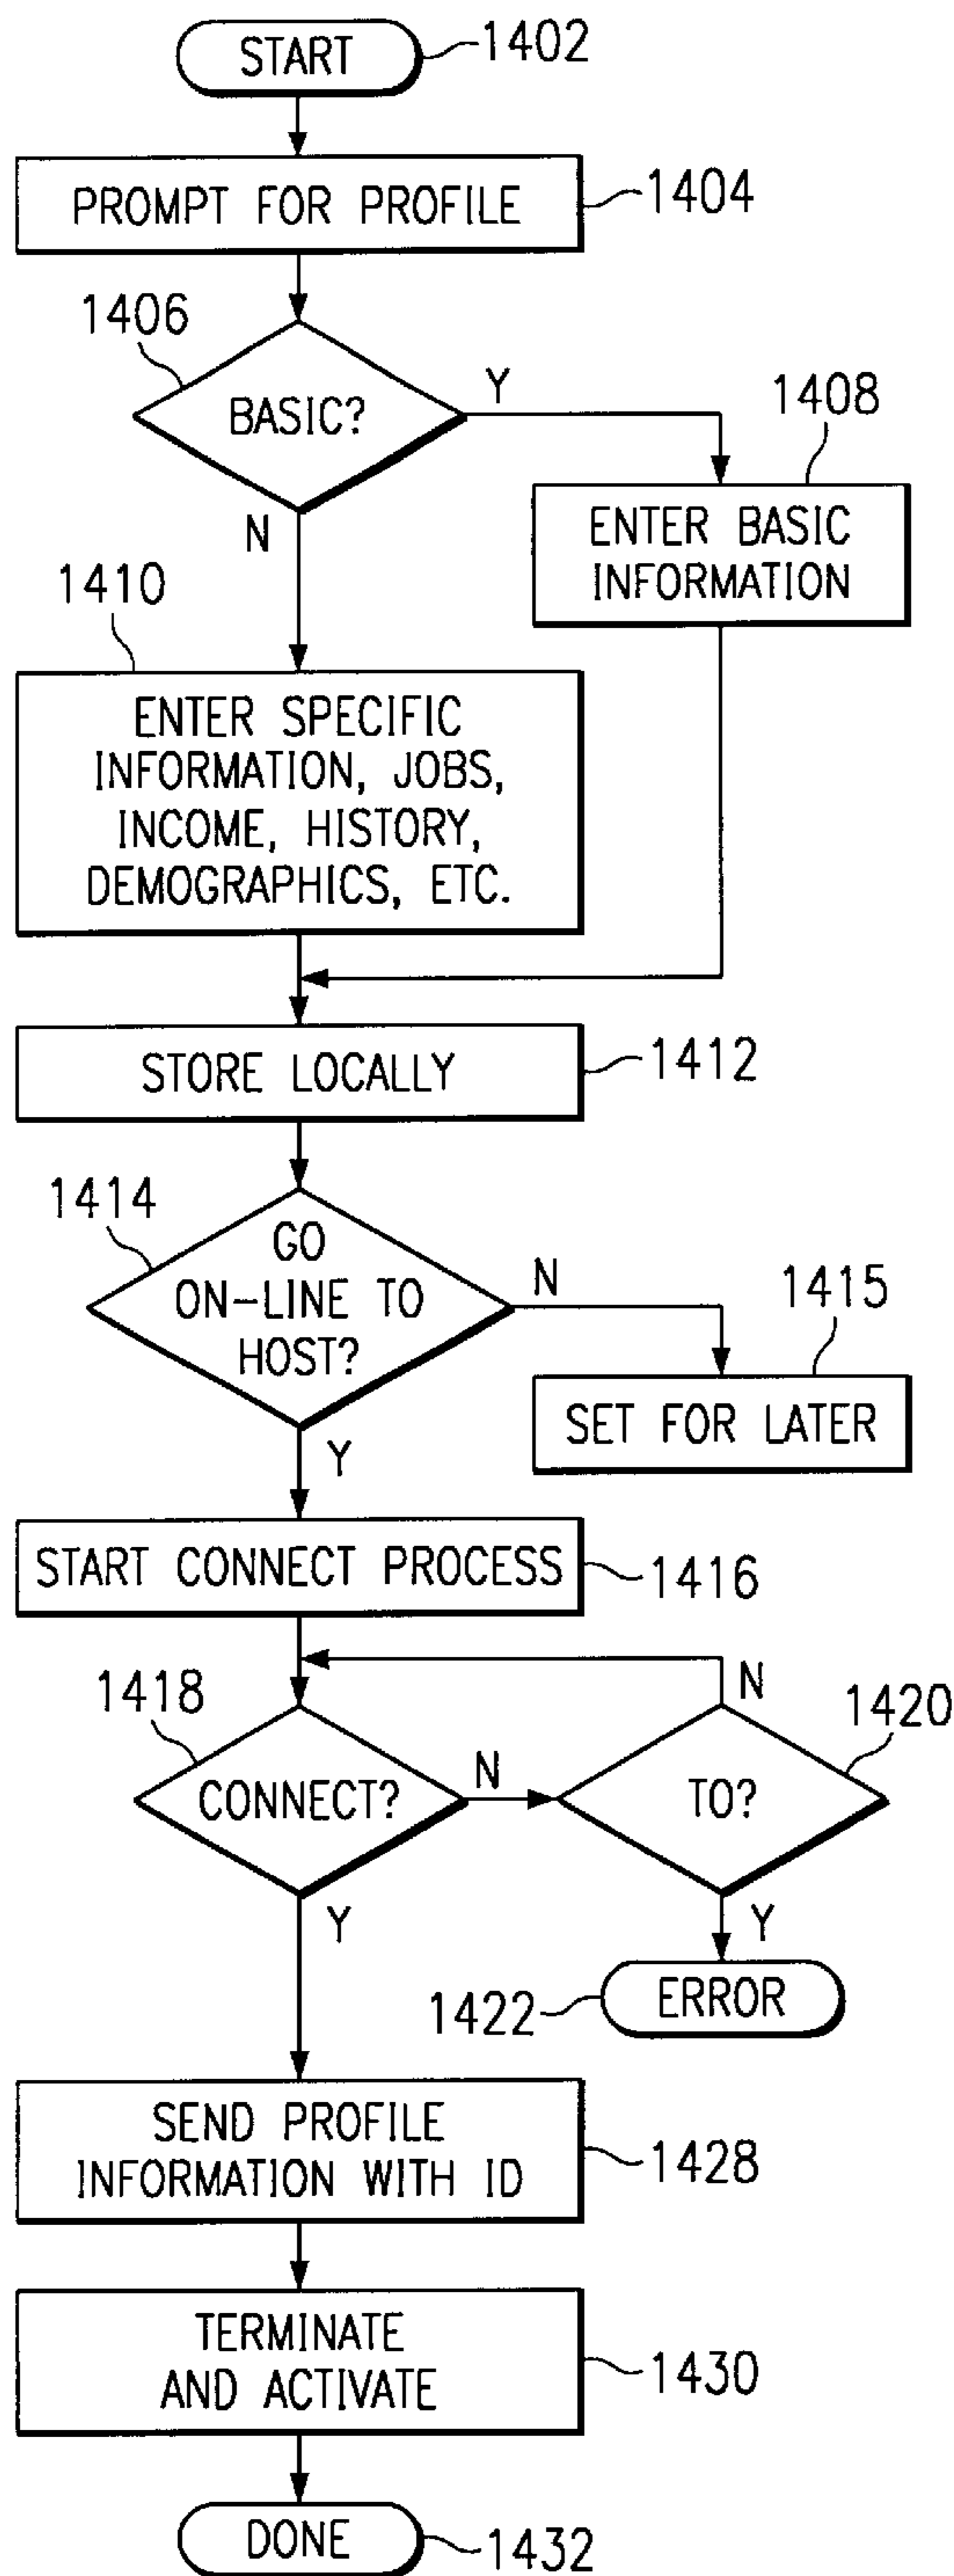 START
1402
PROMPT FOR PROFILE
1404
1406
BASIC?
Y
N
1408
ENTER BASIC
INFORMATION
1410
ENTER SPECIFIC
INFORMATION, JOBS,
INCOME, HISTORY,
DEMOGRAPHICS, ETC.
STORE LOCALLY
1412
1414
GO
ON-LINE TO
HOST?
N
Y
1415
SET FOR LATER
START CONNECT PROCESS
1416
1418
CONNECT?
N
Y
N
1420
TO?
Y
1422
ERROR
SEND PROFILE
INFORMATION WITH ID
1428
TERMINATE
AND ACTIVATE
1430
DONE
1432